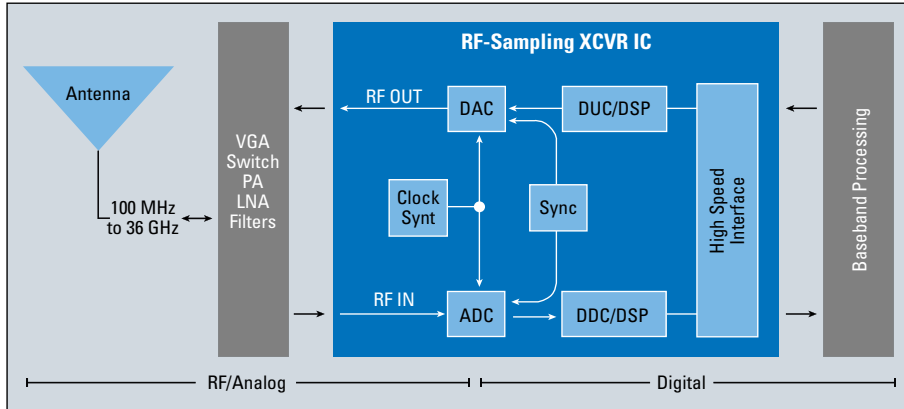 RF-Sampling XCVR IC
Antenna
100 MHz
to 36 GHz
VGA
Switch
PA
LNA
Filters
RF OUT
DAC
DUC/DSP
Clock
Synt
Sync
High Speed
Interface
RF IN
ADC
DDC/DSP
Baseband Processing
RF/Analog
Digital